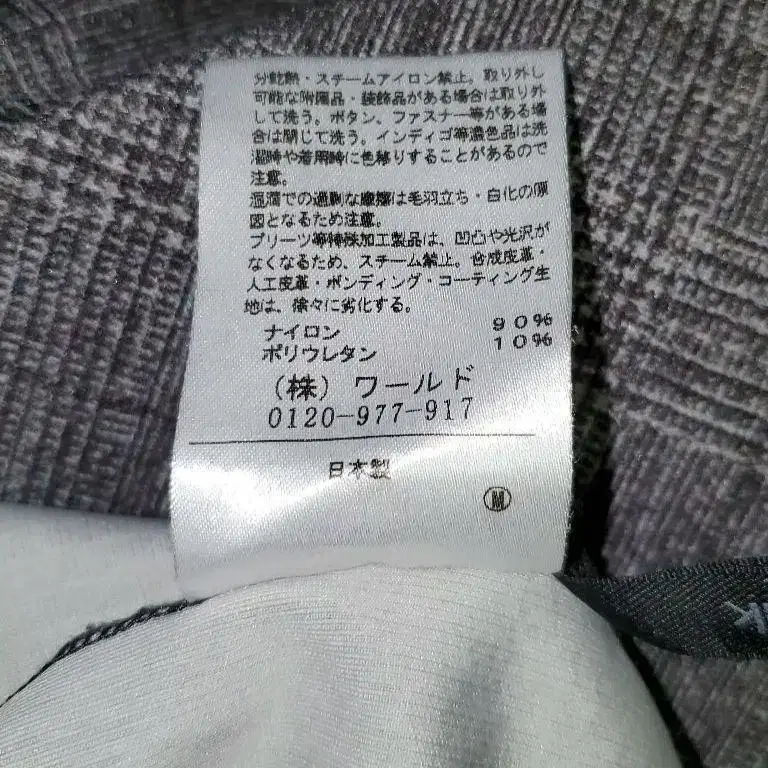 分乾熱・スチームアイロン禁止。取り外し
可能な附属品・装飾品がある場合は取り外
して洗う。ボタン、ファスナー等がある場
合は閉じて洗う。インディゴ等濃色品は洗
濯時や着用時に色移りすることがあるので
注意。
湿潤での過剰な摩擦は毛羽立ち・白化の原
因となるため注意。
プリーツ等特殊加工製品は、凹凸や光沢が
なくなるため、スチーム禁止。合成皮革・
人工皮革・ボンディング・コーティング生
地は、徐々に劣化する。
ナイロン 90%
ポリウレタン 10%
(株) ワールド
0120-977-917
日本製
Ⓜ